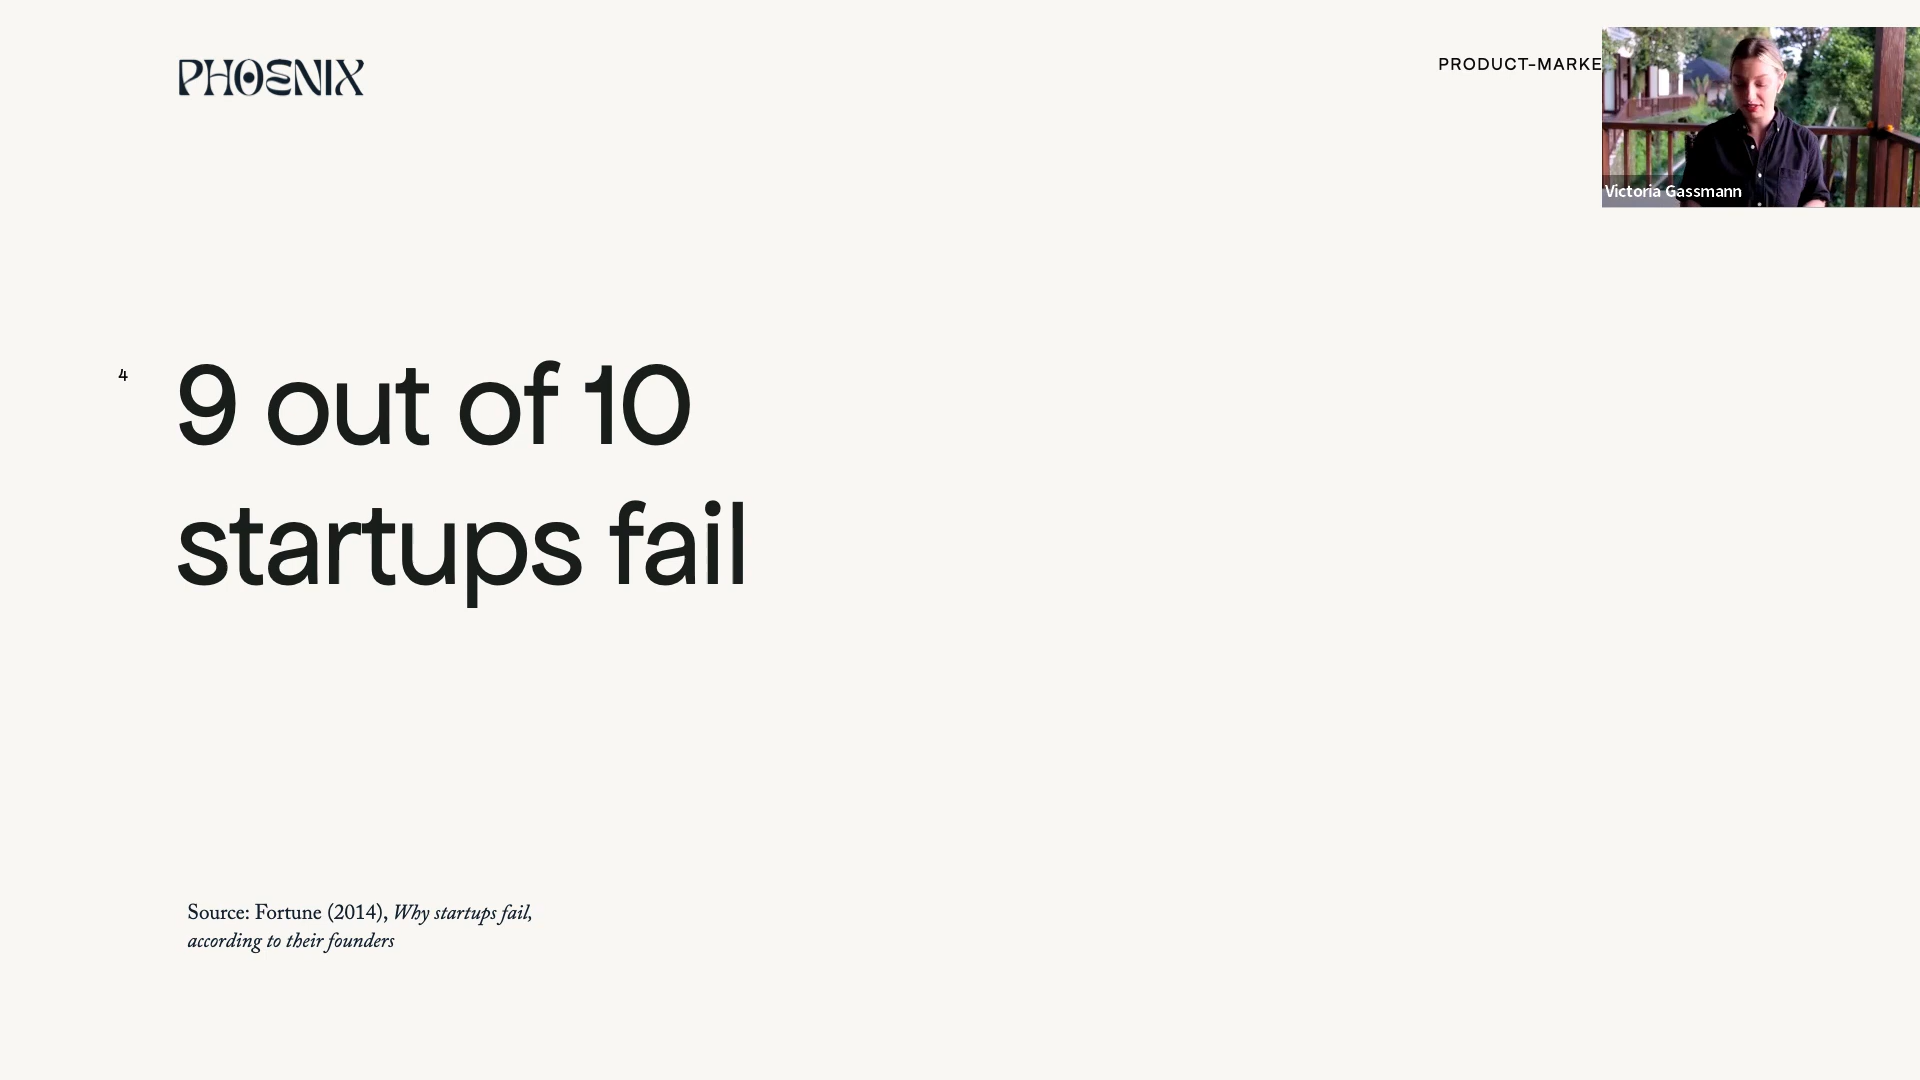 PHOENIX
PRODUCT-MARKE
Victoria Gassmann
4
9 out of 10
startups fail
Source: Fortune (2014), Why startups fail,
according to their founders